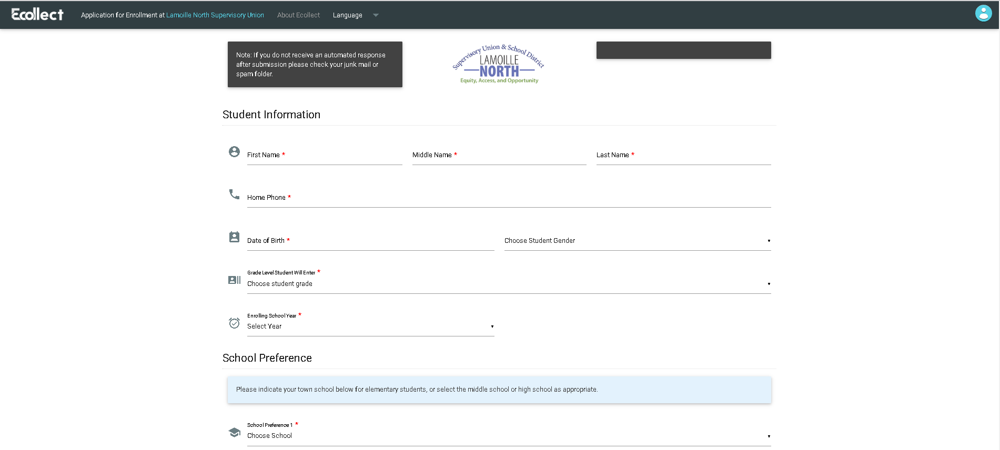 Ecollect
Application for Enrollment at Lamoille North Supervisory Union
About Ecollect
Language
Note: If you do not receive an automated response
after submission please check your junk mail or
spam folder.
Supervisory Union & School District
LAMOILLE
NORTH
Equity, Access, and Opportunity
Student Information
First Name *
Middle Name *
Last Name *
Home Phone *
Date of Birth *
Choose Student Gender
Grade Level Student Will Enter *
Choose student grade
Enrolling School Year *
Select Year
School Preference
Please indicate your town school below for elementary students, or select the middle school or high school as appropriate.
School Preference 1 *
Choose School